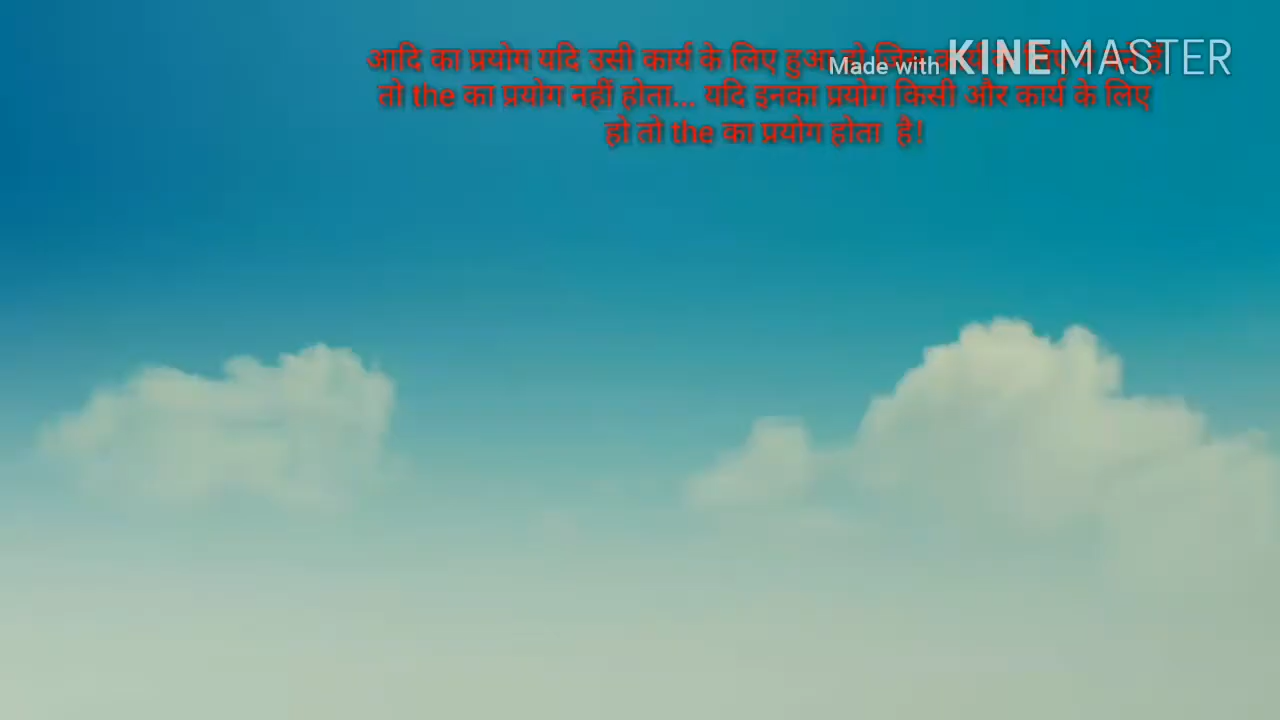 आदि का प्रयोग यदि उसी कार्य के लिए हुआ हो जिस
Made with KINEMASTER
तो the का प्रयोग नहीं होता... यदि इनका प्रयोग किसी और कार्य के लिए
हो तो the का प्रयोग होता है!